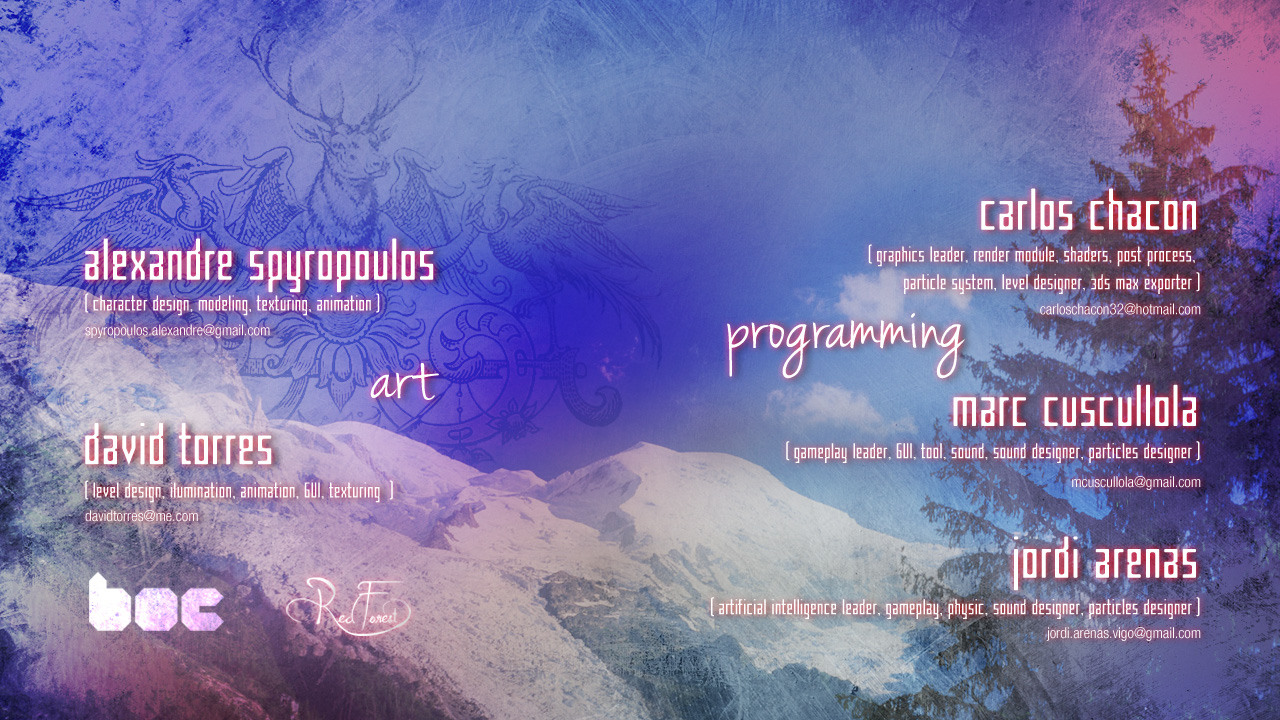 alexandre spyropoulos
[ character design, modeling, texturing, animation ]
spyropoulos.alexandre@gmail.com
art
david torres
[ level design, ilumination, animation, GUI, texturing ]
davidtorres@me.com
boc
Red Forest
carlos chacon
[ graphics leader, render module, shaders, post process,
particle system, level designer, 3ds max exporter ]
carloschacon32@hotmail.com
programming
marc cuscullola
[ gameplay leader, GUI, tool, sound, sound designer, particles designer ]
mcuscullola@gmail.com
jordi arenas
[ artificial intelligence leader, gameplay, physic, sound designer, particles designer ]
jordi.arenas.vigo@gmail.com